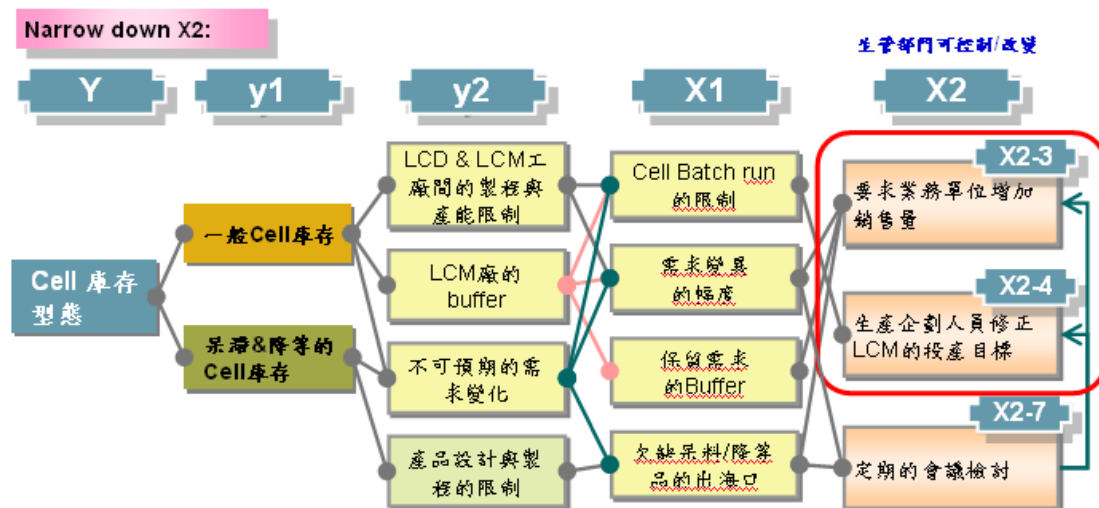 Narrow down X2:
生管部門可控制/改變
Y
y1
y2
X1
X2
Cell 庫存
型態
一般Cell庫存
呆滯&降等的
Cell庫存
LCD & LCM工
廠間的製程與
產能限制
LCM廠的
buffer
不可預期的需
求變化
產品設計與製
程的限制
Cell Batch run
的限制
需求變異
的幅度
保留需求
的Buffer
欠缺呆料/降等
品的出海口
X2-3
要求業務單位增加
銷售量
X2-4
生產企劃人員修正
LCM的投產目標
X2-7
定期的會議檢討